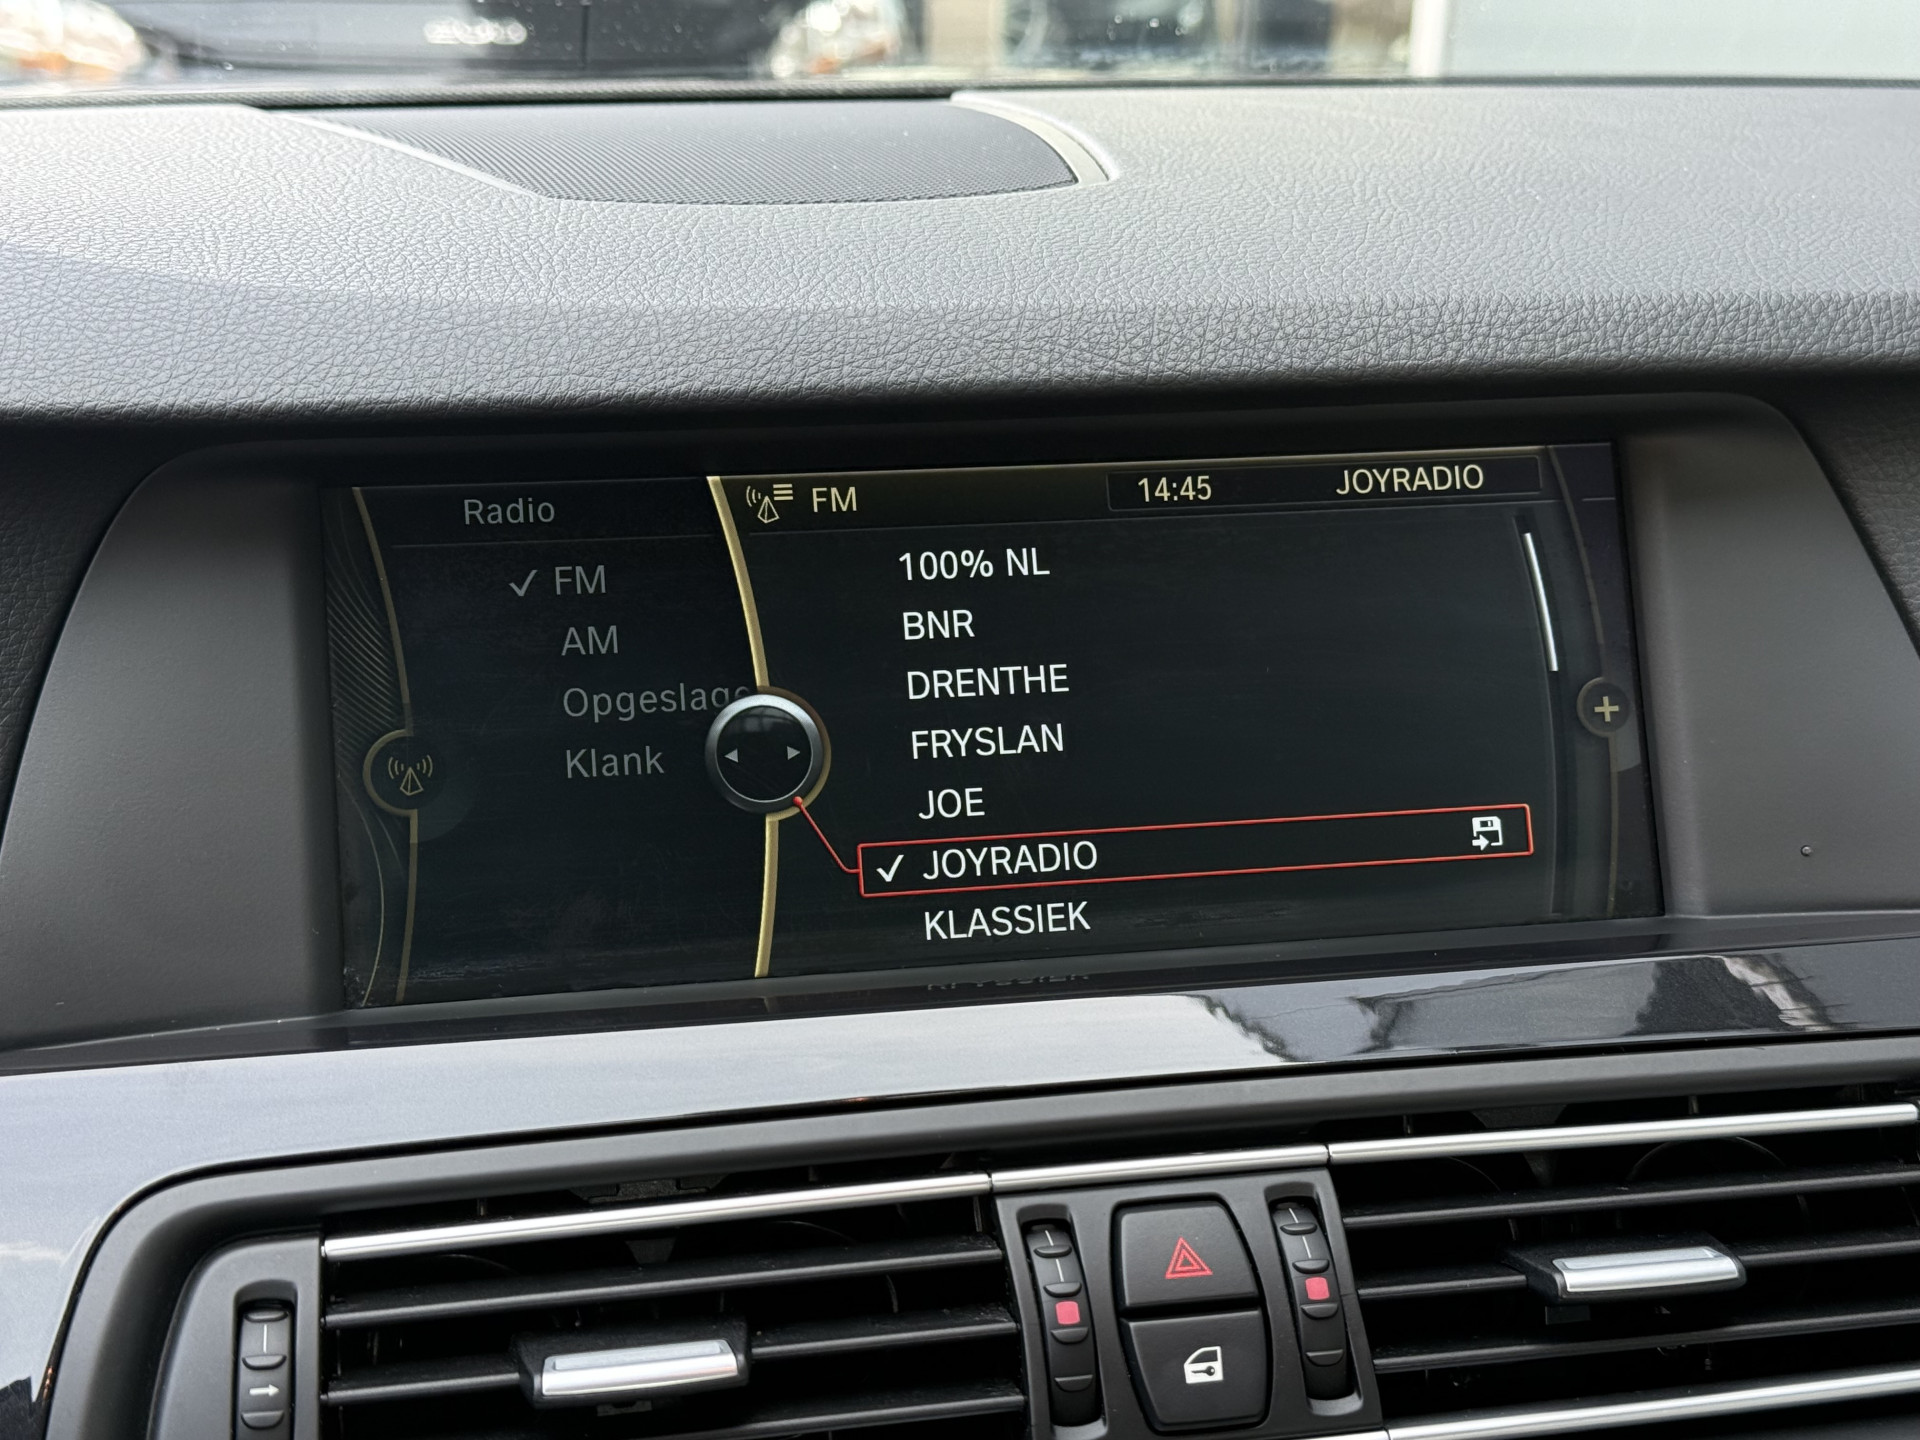 Radio
✓ FM
AM
Opgeslage
Klank
FM
14:45
JOYRADIO
100% NL
BNR
DRENTHE
FRYSLAN
JOE
✓ JOYRADIO
KLASSIEK